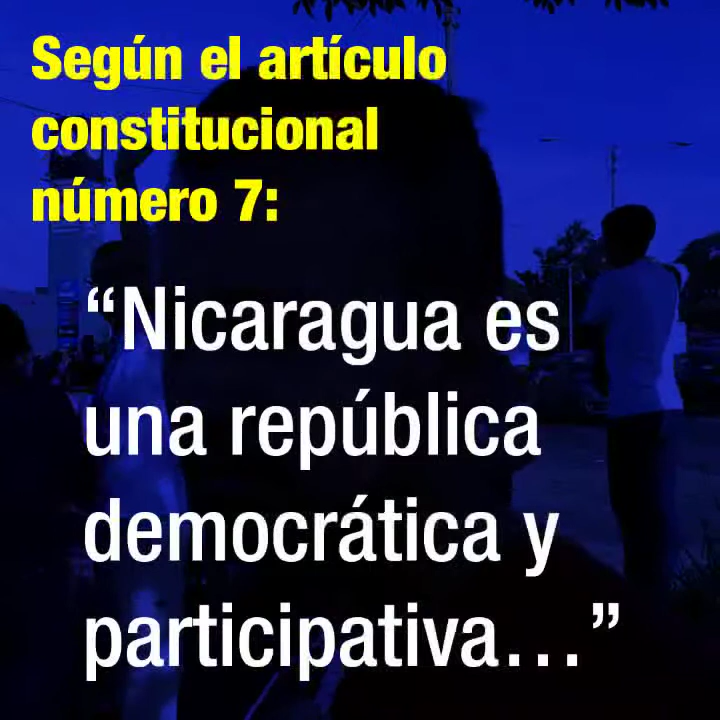 Según el artículo
constitucional
número 7:
“Nicaragua es
una república
democrática y
participativa...”